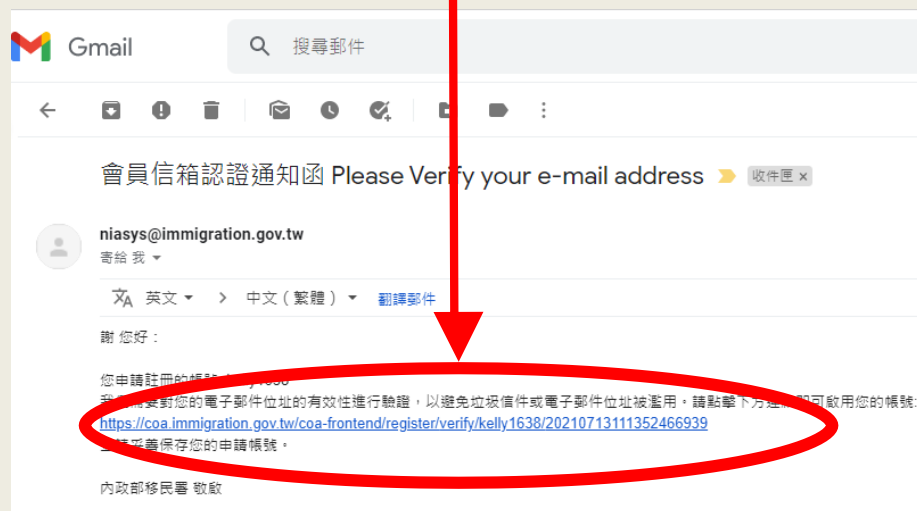 Gmail
搜尋郵件
會員信箱認證通知函 Please Verify your e-mail address 收件匣 ×
niasys@immigration.gov.tw
寄給 我
英文 > 中文（繁體） 翻譯郵件
謝 您好：
您申請註冊的帳號
需要對您的電子郵件位址的有效性進行驗證，以避免垃圾信件或電子郵件位址被濫用。請點擊下方連結即可啟用您的帳號:
https://coa.immigration.gov.tw/coa-frontend/register/verify/kelly1638/20210713111352466939
妥善保存您的申請帳號。
內政部移民署 敬啟